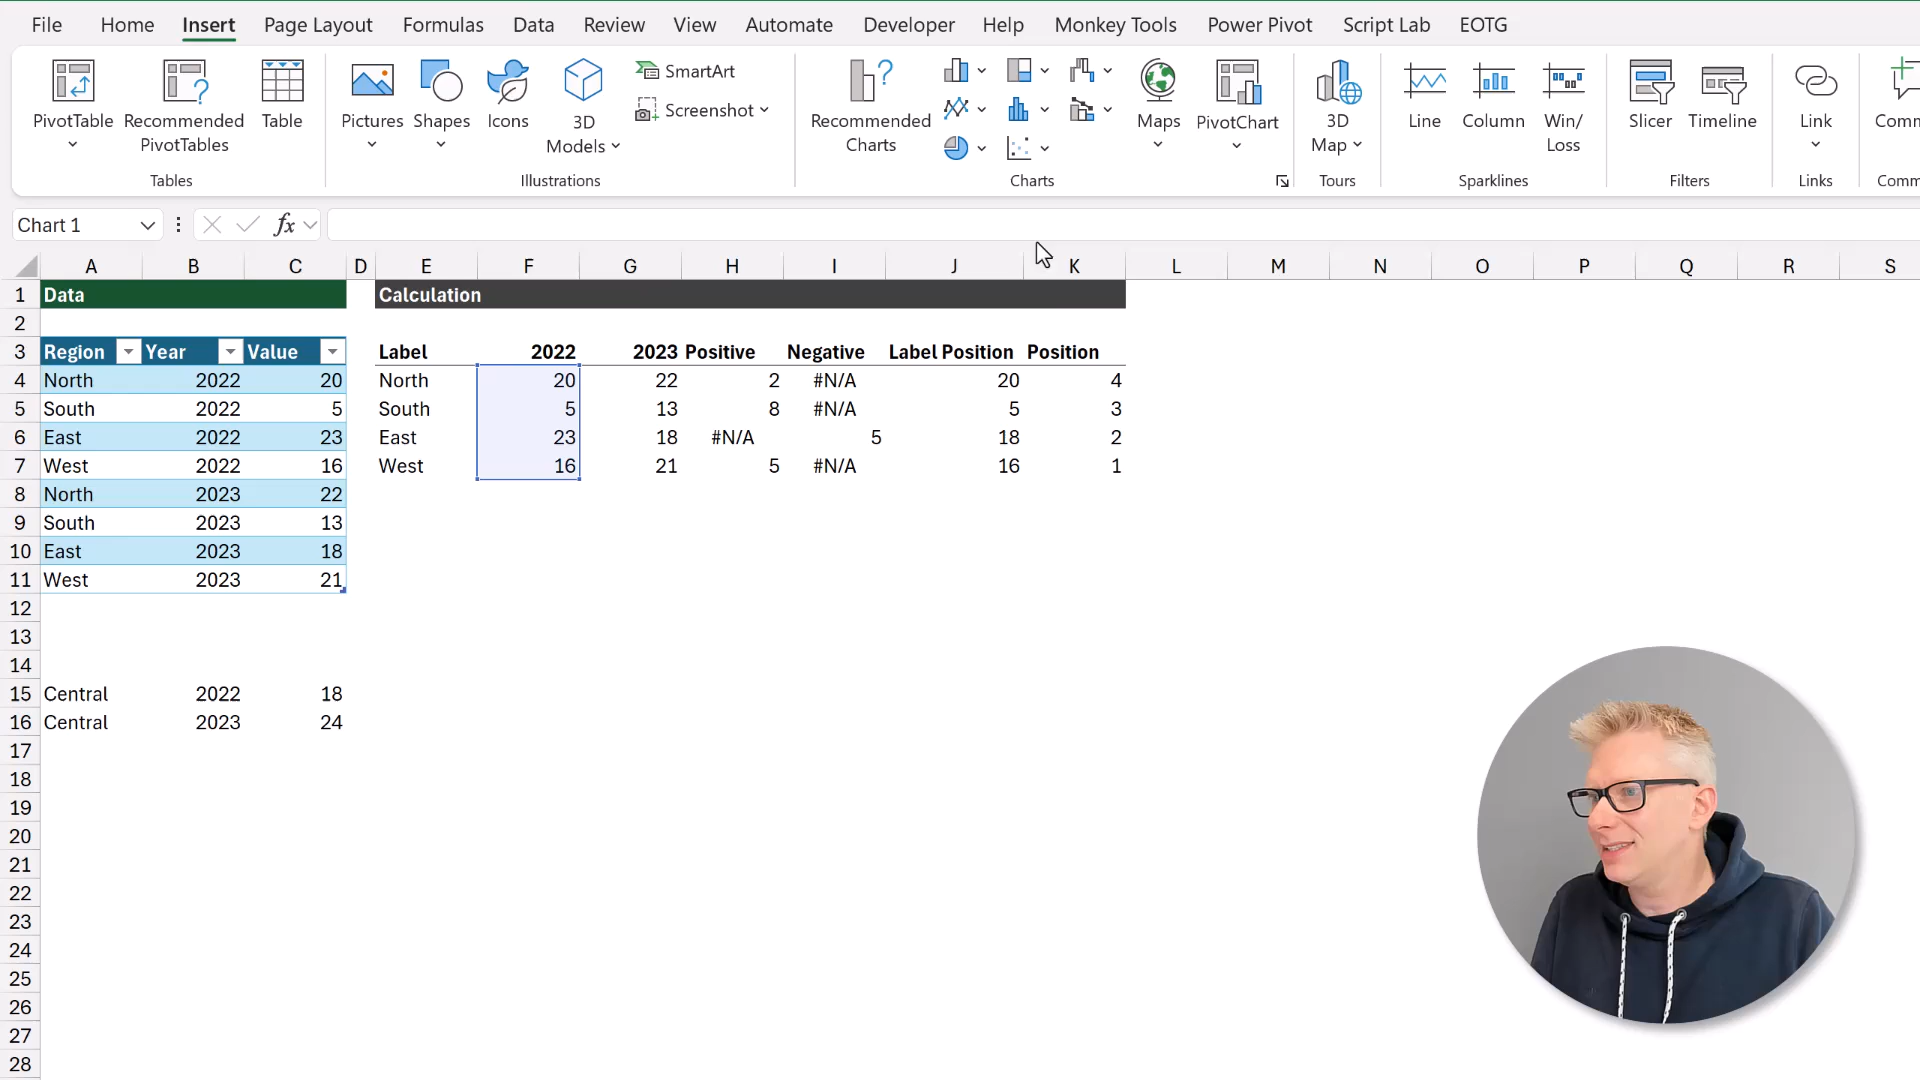 File Home Insert Page Layout Formulas Data Review View Automate Developer Help Monkey Tools Power Pivot Script Lab EOTG
PivotTable
Recommended PivotTables
Table
Tables
Pictures
Shapes
Icons
3D Models
SmartArt
Screenshot
Illustrations
Recommended Charts
Maps
PivotChart
Charts
3D Map
Tours
Line
Column
Win/ Loss
Sparklines
Slicer
Timeline
Filters
Link
Links
Comm
Comm
Chart 1 fx
A B C D E F G H I J K L M N O P Q R S
1 Data Calculation
2
3 Region Year Value Label 2022 2023 Positive Negative Label Position Position
4 North 2022 20 North 20 22 2 #N/A 20 4
5 South 2022 5 South 5 13 8 #N/A 5 3
6 East 2022 23 East 23 18 #N/A 5 18 2
7 West 2022 16 West 16 21 5 #N/A 16 1
8 North 2023 22
9 South 2023 13
10 East 2023 18
11 West 2023 21
12
13
14
15 Central 2022 18
16 Central 2023 24
17
18
19
20
21
22
23
24
25
26
27
28